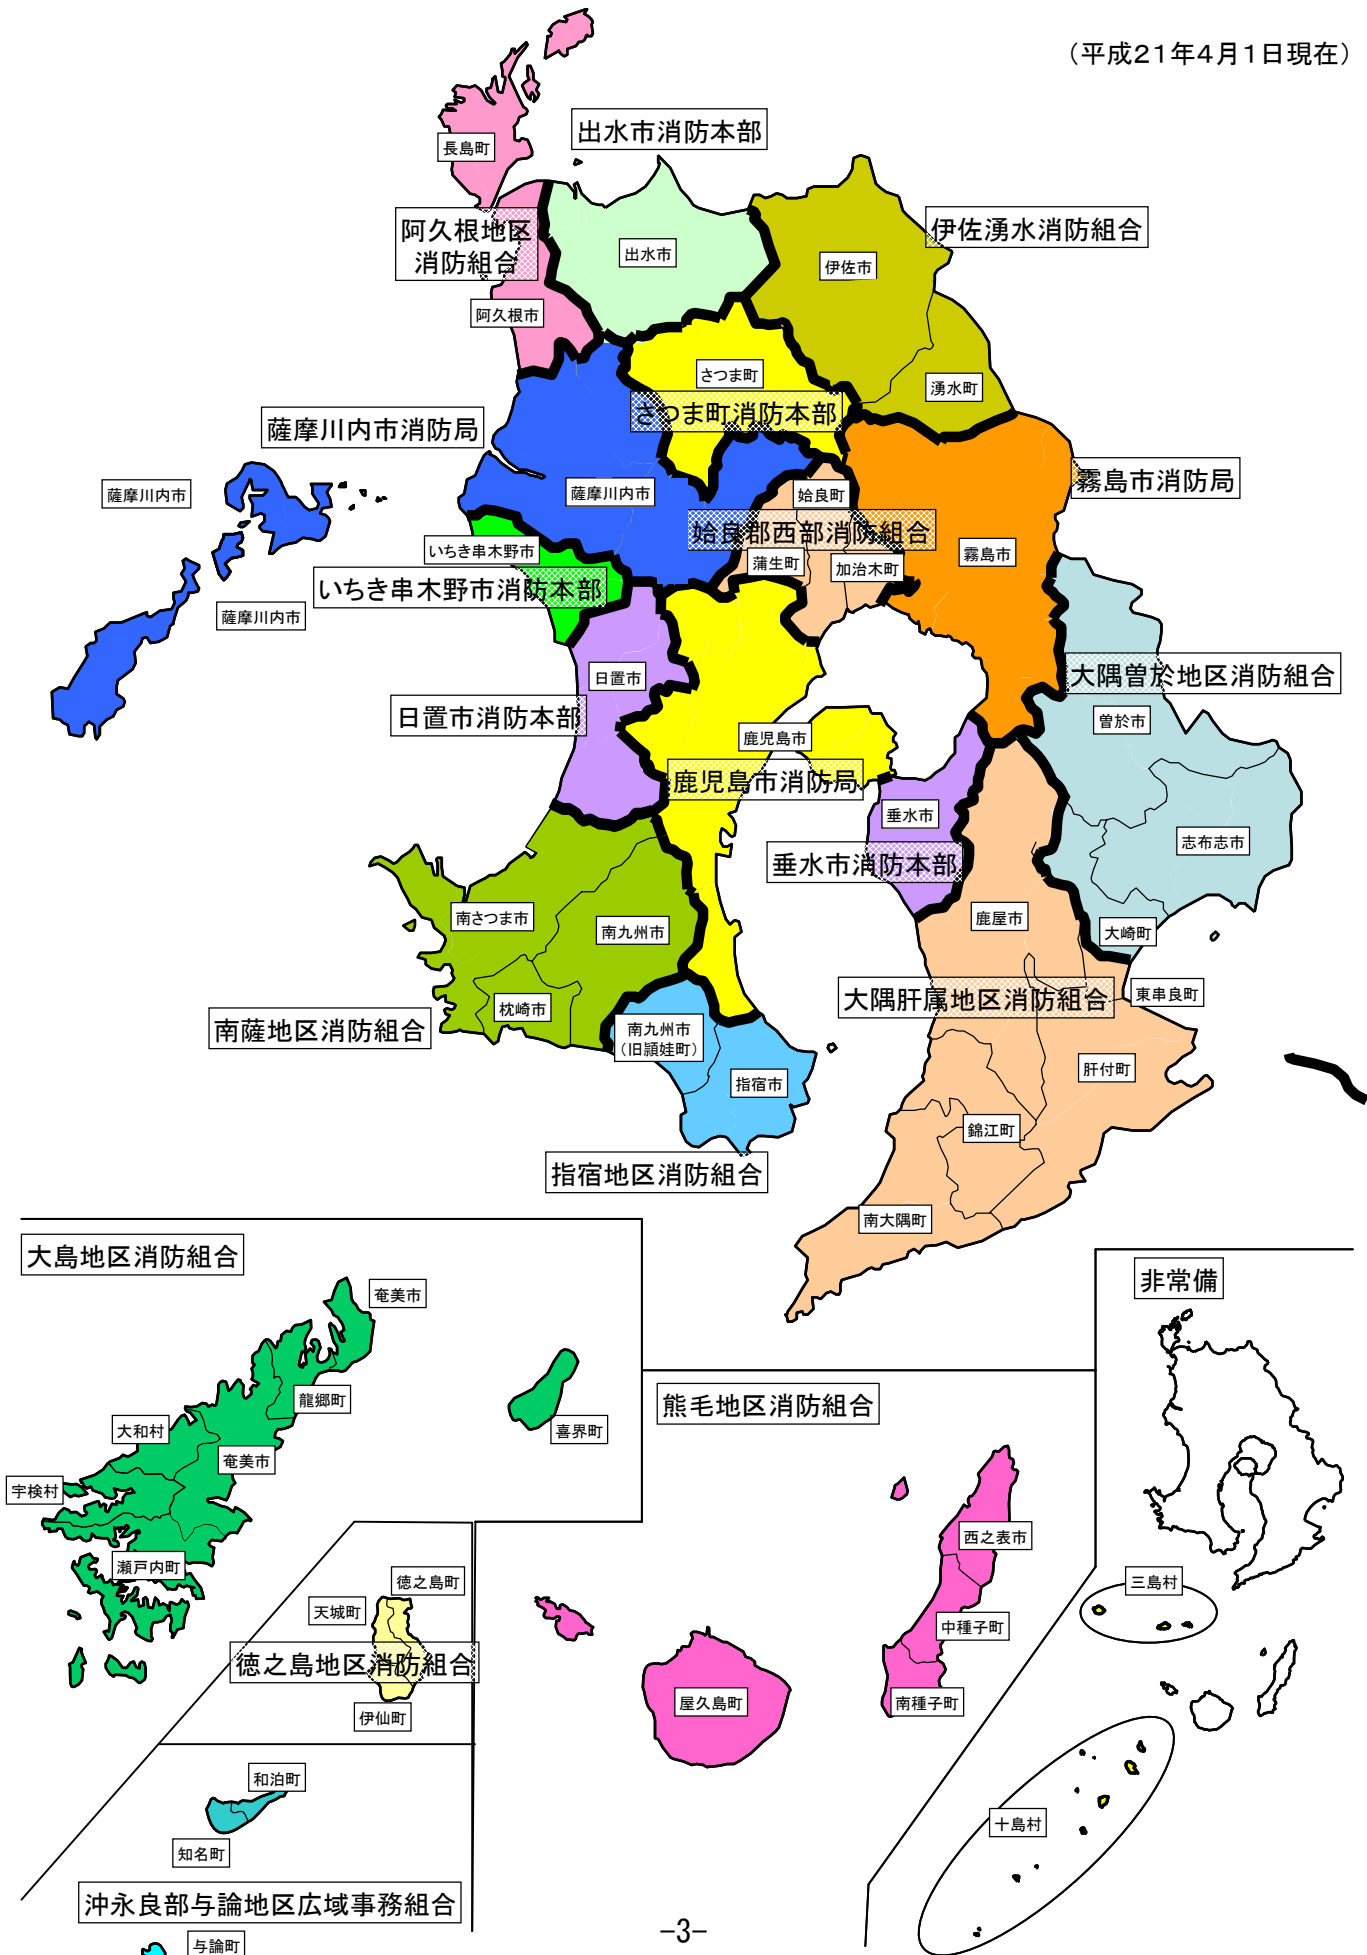 （平成21年4月1日現在）
出水市消防本部
長島町
阿久根地区
消防組合
出水市
伊佐湧水消防組合
伊佐市
阿久根市
さつま町
湧水町
さつま町消防本部
薩摩川内市消防局
霧島市消防局
薩摩川内市
薩摩川内市
姶良町
姶良郡西部消防組合
いちき串木野市
蒲生町
加治木町
霧島市
いちき串木野市消防本部
薩摩川内市
大隅曽於地区消防組合
日置市
日置市消防本部
曽於市
鹿児島市
鹿児島市消防局
垂水市
志布志市
垂水市消防本部
南さつま市
南九州市
鹿屋市
大崎町
大隅肝属地区消防組合
東串良町
枕崎市
南薩地区消防組合
南九州市
（旧頴娃町）
指宿市
肝付町
錦江町
指宿地区消防組合
南大隅町
大島地区消防組合
非常備
奄美市
龍郷町
熊毛地区消防組合
大和村
喜界町
奄美市
宇検村
西之表市
瀬戸内町
徳之島町
三島村
天城町
中種子町
徳之島地区消防組合
屋久島町
南種子町
伊仙町
和泊町
十島村
知名町
沖永良部与論地区広域事務組合
与論町
-3-